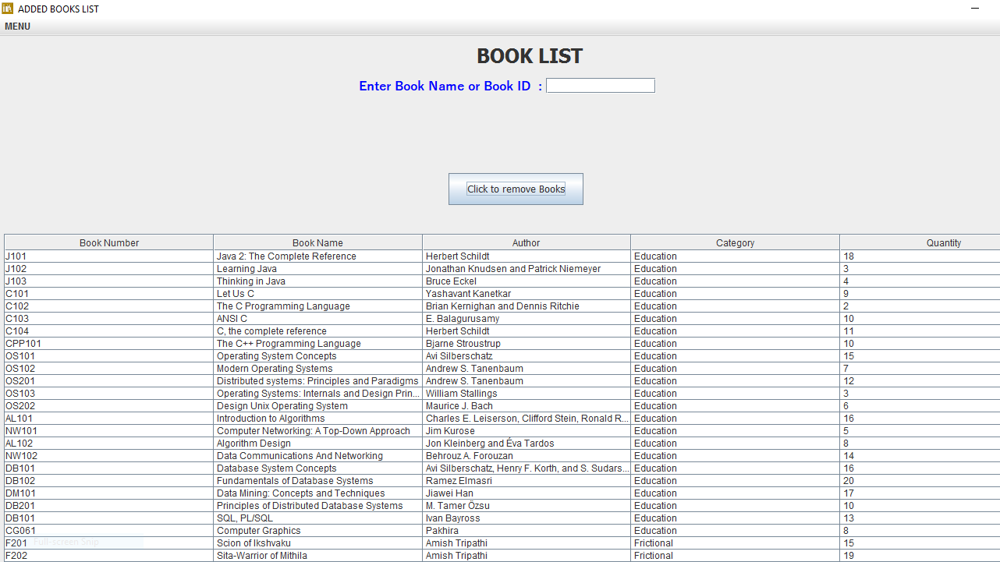 ADDED BOOKS LIST
MENU
BOOK LIST
Enter Book Name or Book ID :
Click to remove Books
Book Number Book Name Author Category Quantity
J101 Java 2: The Complete Reference Herbert Schildt Education 18
J102 Learning Java Jonathan Knudsen and Patrick Niemeyer Education 3
J103 Thinking in Java Bruce Eckel Education 4
C101 Let Us C Yashavant Kanetkar Education 9
C102 The C Programming Language Brian Kernighan and Dennis Ritchie Education 2
C103 ANSI C E. Balagurusamy Education 10
C104 C, the complete reference Herbert Schildt Education 11
CPP101 The C++ Programming Language Bjarne Stroustrup Education 10
OS101 Operating System Concepts Avi Silberschatz Education 15
OS102 Modern Operating Systems Andrew S. Tanenbaum Education 7
OS201 Distributed systems: Principles and Paradigms Andrew S. Tanenbaum Education 12
OS103 Operating Systems: Internals and Design Prin... William Stallings Education 3
OS202 Design Unix Operating System Maurice J. Bach Education 6
AL101 Introduction to Algorithms Charles E. Leiserson, Clifford Stein, Ronald R... Education 16
NW101 Computer Networking: A Top-Down Approach Jim Kurose Education 5
AL102 Algorithm Design Jon Kleinberg and Éva Tardos Education 8
NW102 Data Communications And Networking Behrouz A. Forouzan Education 14
DB101 Database System Concepts Avi Silberschatz, Henry F. Korth, and S. Sudars... Education 16
DB102 Fundamentals of Database Systems Ramez Elmasri Education 20
DM101 Data Mining: Concepts and Techniques Jiawei Han Education 17
DB201 Principles of Distributed Database Systems M. Tamer Özsu Education 10
DB101 SQL, PL/SQL Ivan Bayross Education 13
CG061 Computer Graphics Pakhira Education 8
F201 Full-screen Snip Scion of Ikshvaku Amish Tripathi Frictional 15
F202 Sita-Warrior of Mithila Amish Tripathi Frictional 19